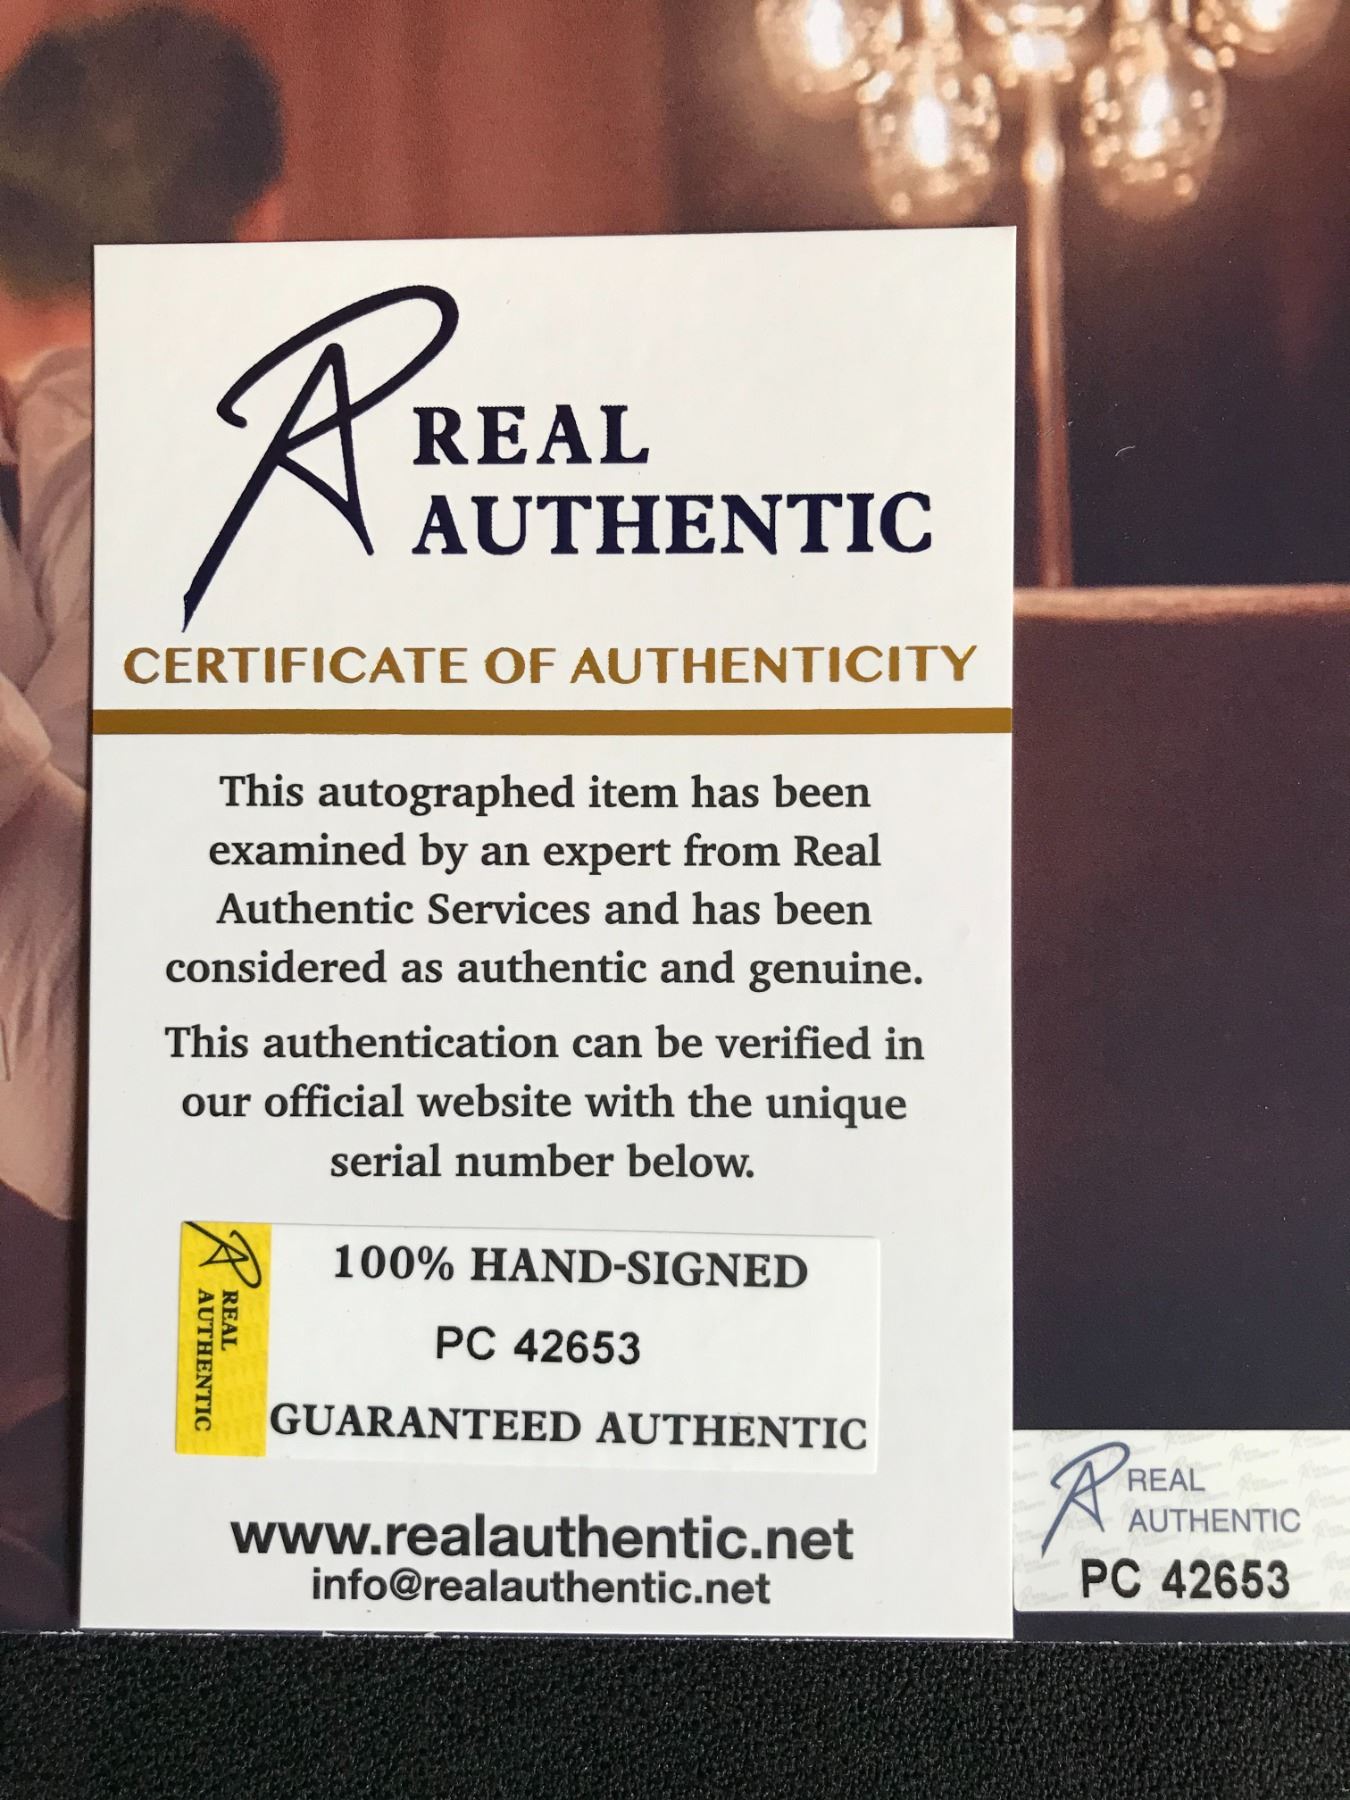 REAL
AUTHENTIC
CERTIFICATE OF AUTHENTICITY
This autographed item has been
examined by an expert from Real
Authentic Services and has been
considered as authentic and genuine.
This authentication can be verified in
our official website with the unique
serial number below.
REAL
AUTHENTIC
100% HAND-SIGNED
PC 42653
GUARANTEED AUTHENTIC
www.realauthentic.net
info@realauthentic.net
REAL
AUTHENTIC
PC 42653